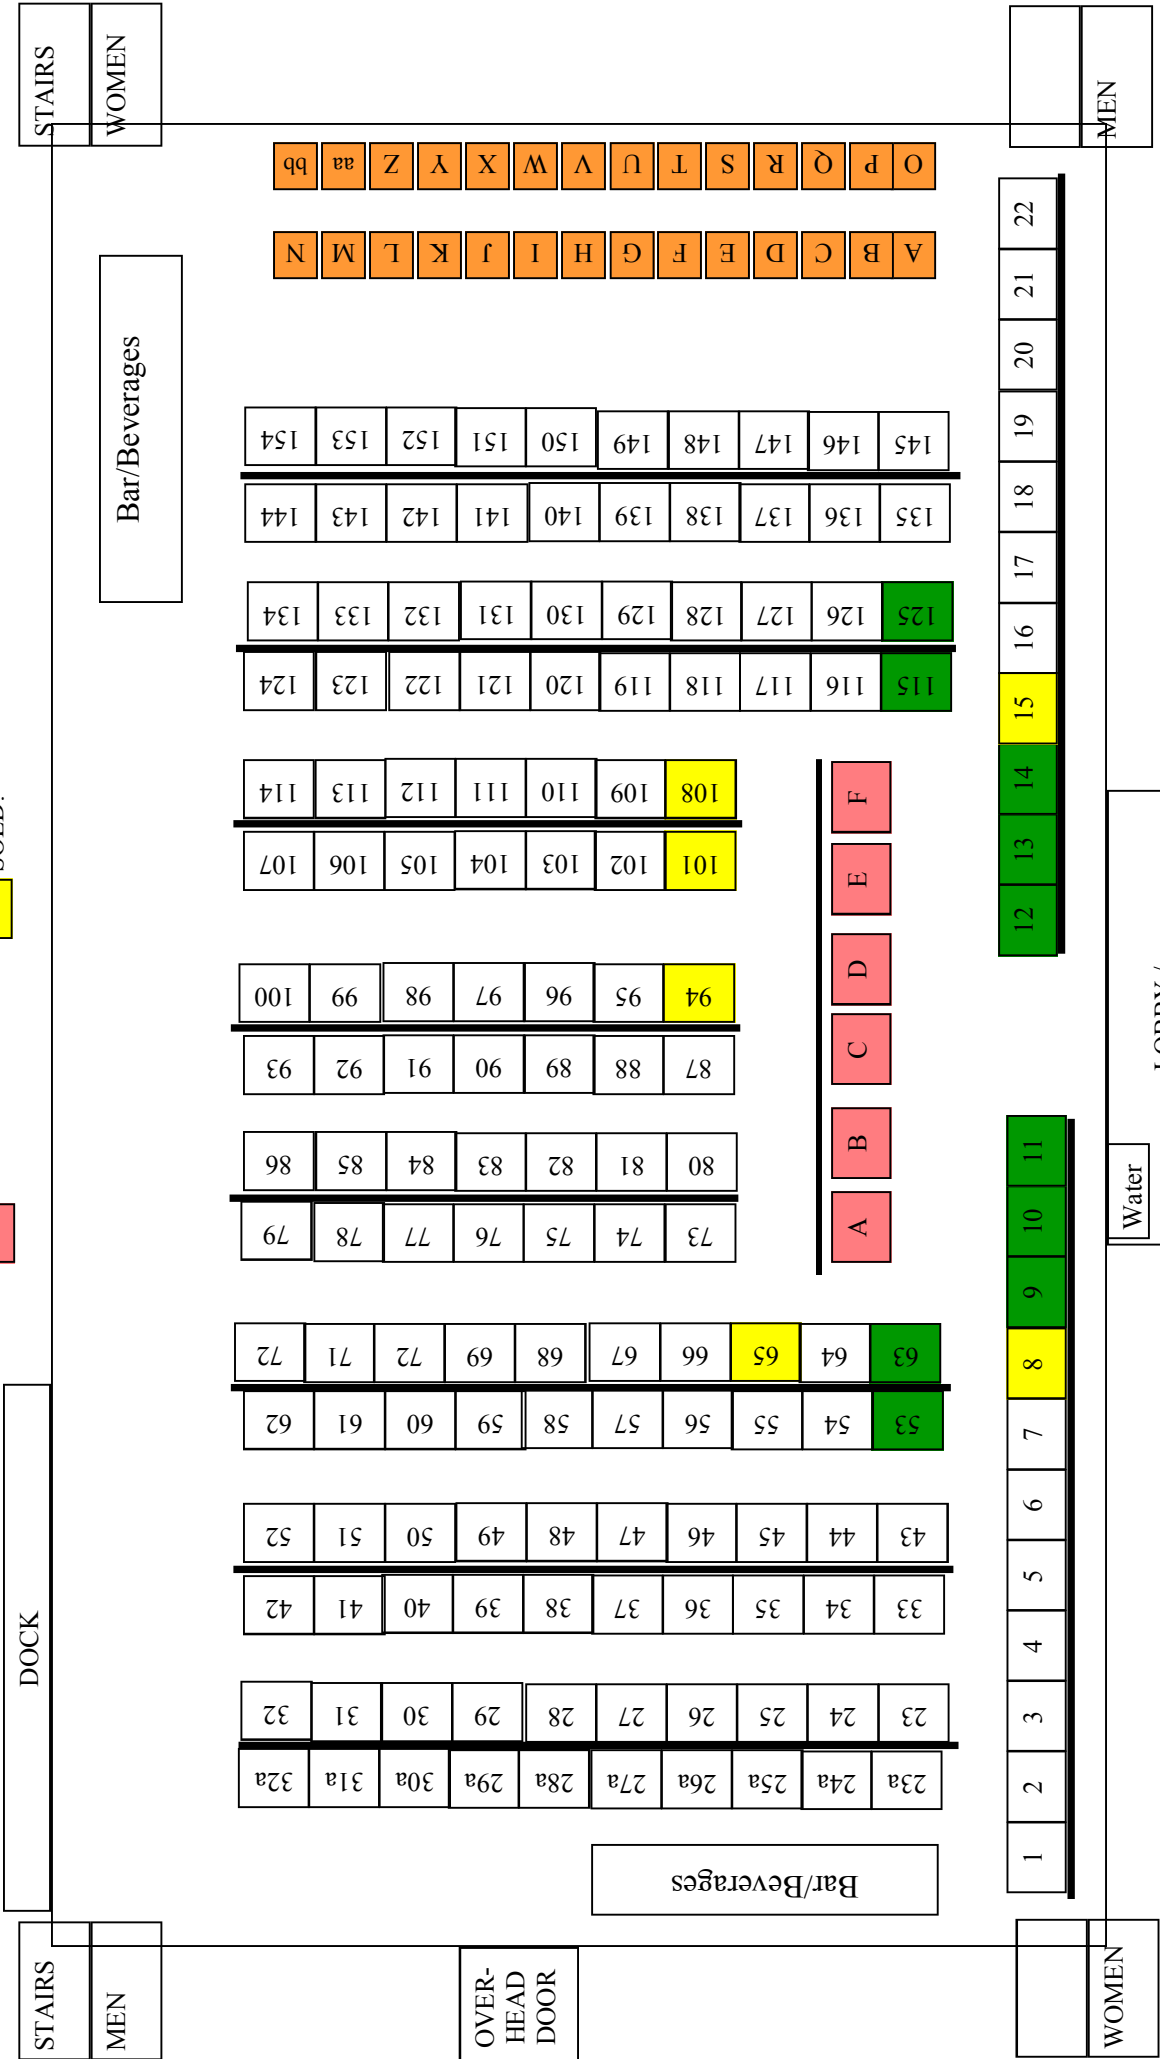 STAIRS
WOMEN
MEN
bb aa Z Y X W V U T S R Q P O
N M L K J I H G F E D C B A
Bar/Beverages
SOLD.
154 153 152 151 150 149 148 147 146 145
144 143 142 141 140 139 138 137 136 135
134 133 132 131 130 129 128 127 126 125
124 123 122 121 120 119 118 117 116 115
114 113 112 111 110 109 108
107 106 105 104 103 102 101
100 99 98 97 96 95 94
93 92 91 90 89 88 87
86 85 84 83 82 81 80
79 78 77 76 75 74 73
72 71 72 69 68 67 66 65 64 63
62 61 60 59 58 57 56 55 54 53
52 51 50 49 48 47 46 45 44 43
42 41 40 39 38 37 36 35 34 33
32 31 30 29 28 27 26 25 24 23
32a 31a 30a 29a 28a 27a 26a 25a 24a 23a
Bar/Beverages
A B C D E F
1 2 3 4 5 6 7 8 9 10 11
12 13 14 15 16 17 18 19 20 21 22
Water
LOBBY /
DOCK
STAIRS
MEN
OVER-
HEAD
DOOR
WOMEN